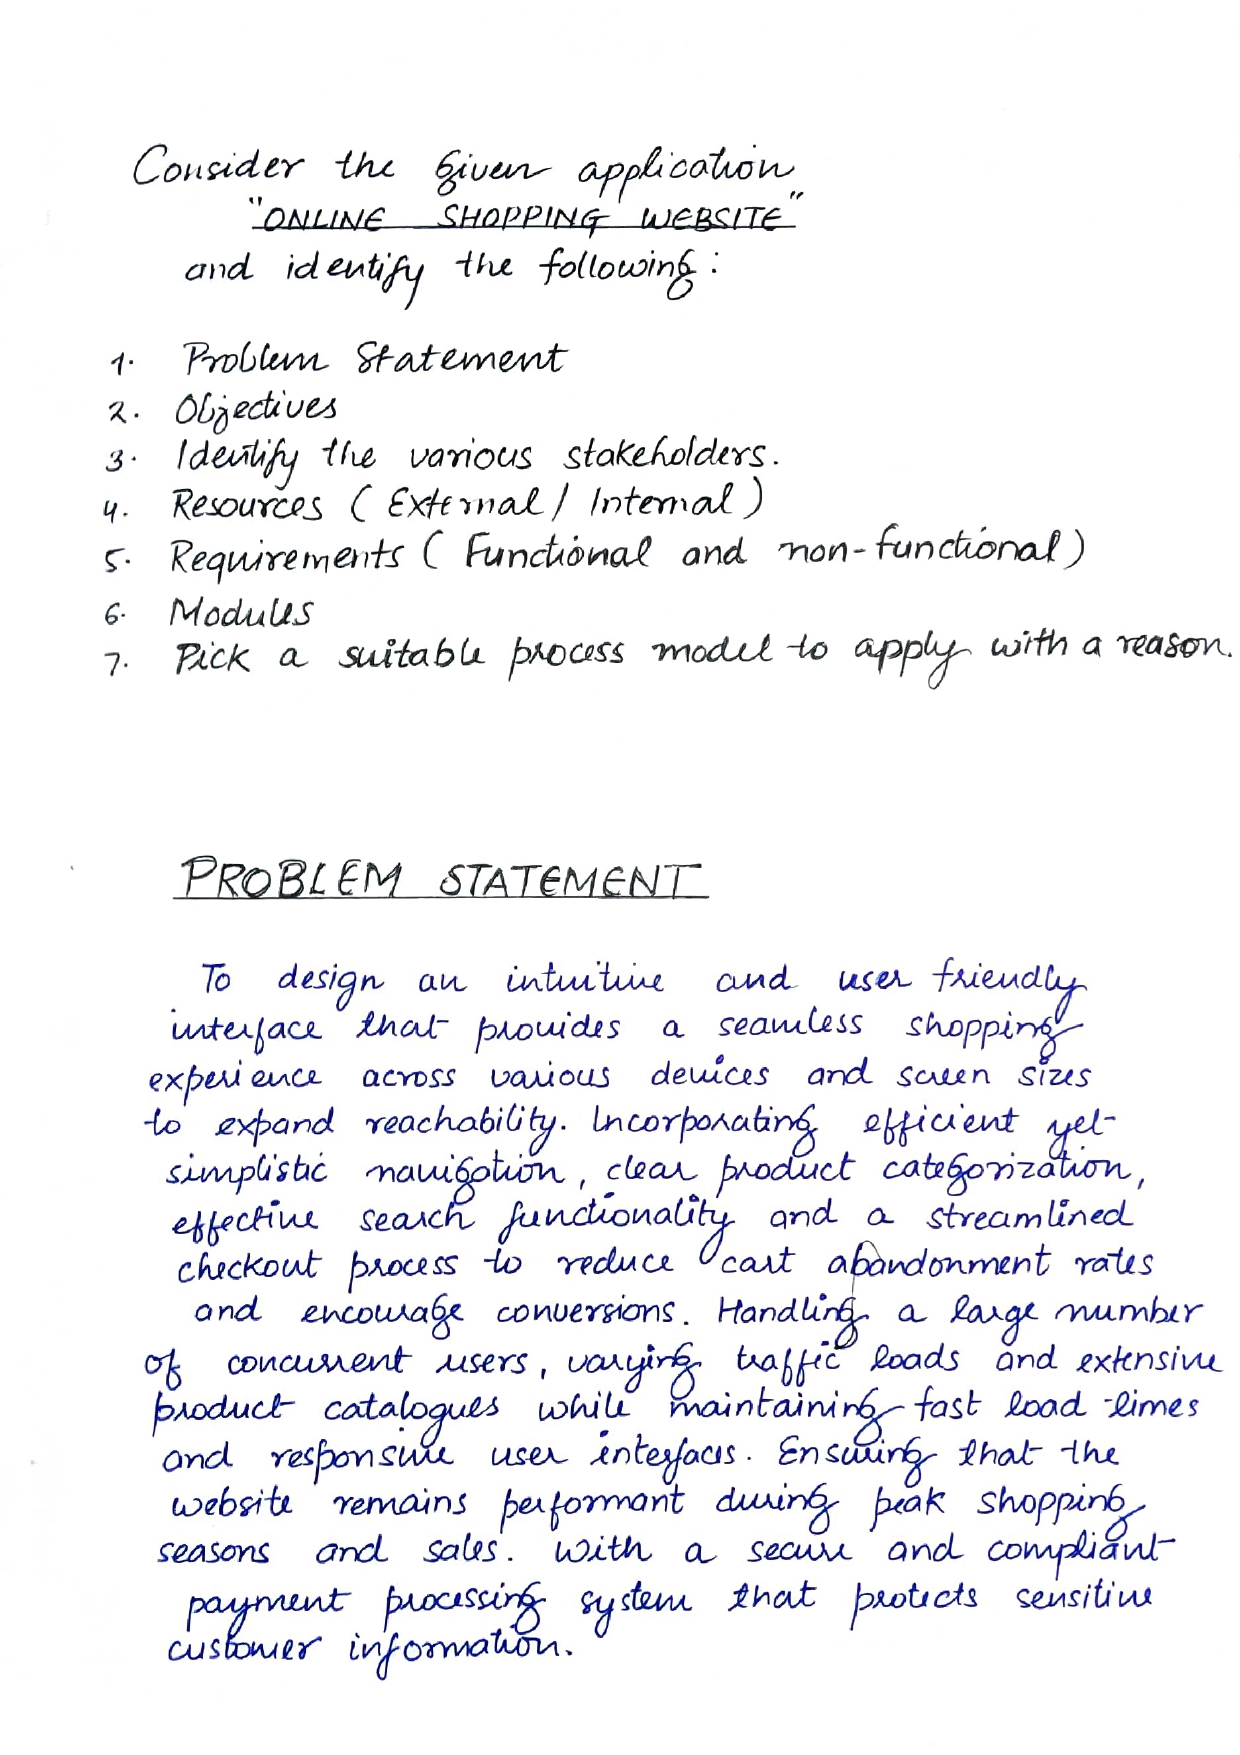 Consider the given application
"ONLINE SHOPPING WEBSITE"
and identify the following:
1. Problem Statement
2. Objectives
3. Identify the various stakeholders.
4. Resources (External / Internal)
5. Requirements (Functional and non-functional)
6. Modules
7. Pick a suitable process model to apply with a reason.
PROBLEM STATEMENT
To design an intuitive and user friendly
interface that provides a seamless shopping
experience across various devices and screen sizes
to expand reachability. Incorporating efficient yet
simplistic navigation, clear product categorization,
effective search functionality and a streamlined
checkout process to reduce cart abandonment rates
and encourage conversions. Handling a large number
of concurrent users, varying traffic loads and extensive
product catalogues while maintaining fast load times
and responsive user interfaces. Ensuring that the
website remains performant during peak shopping
seasons and sales. With a secure and compliant
payment processing system that protects sensitive
customer information.